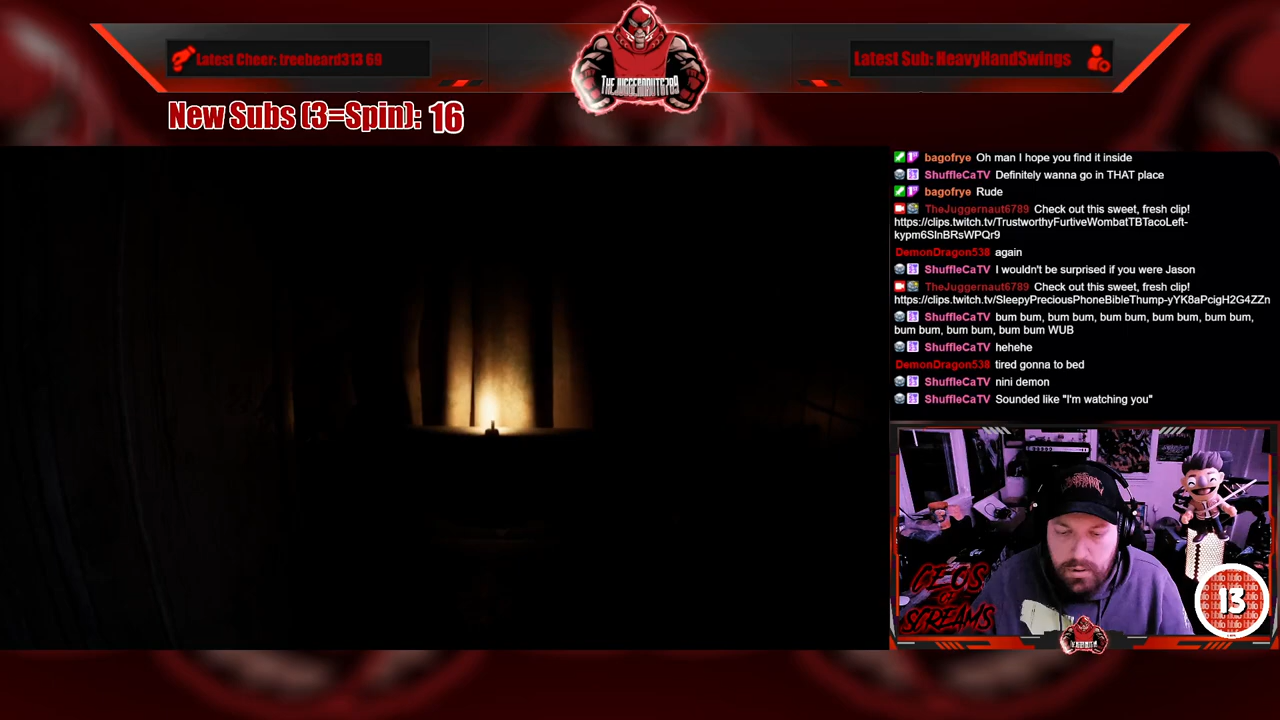 Latest Cheer: treebeard313 69
THEJUGGERNAUT6789
Latest Sub: HeavyHandSwings
New Subs (3=Spin): 16
bagofrye Oh man I hope you find it inside
ShuffleCaTV Definitely wanna go in THAT place
bagofrye Rude
TheJuggernaut6789 Check out this sweet, fresh clip!
https://clips.twitch.tv/TrustworthyFurtiveWombatTBTacoLeft-
kypm6SlnBRsWPQr9
DemonDragon538 again
ShuffleCaTV I wouldn't be surprised if you were Jason
TheJuggernaut6789 Check out this sweet, fresh clip!
https://clips.twitch.tv/SleepyPreciousPhoneBibleThump-yYK8aPcigH2G4ZZn
ShuffleCaTV bum bum, bum bum, bum bum, bum bum, bum bum,
bum bum, bum bum, bum bum WUB
ShuffleCaTV hehehe
DemonDragon538 tired gonna to bed
ShuffleCaTV nini demon
ShuffleCaTV Sounded like "I'm watching you"
OF
SCREAMS
13